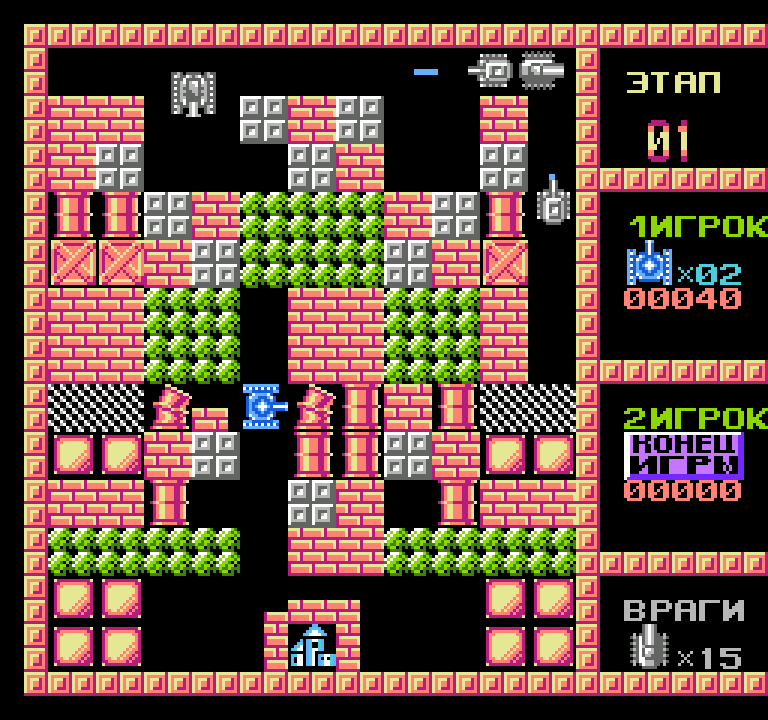 ЭТАП
01
1ИГРОК
×02
00040
2ИГРОК
КОНЕЦ
ИГРЫ
00000
ВРАГИ
×15